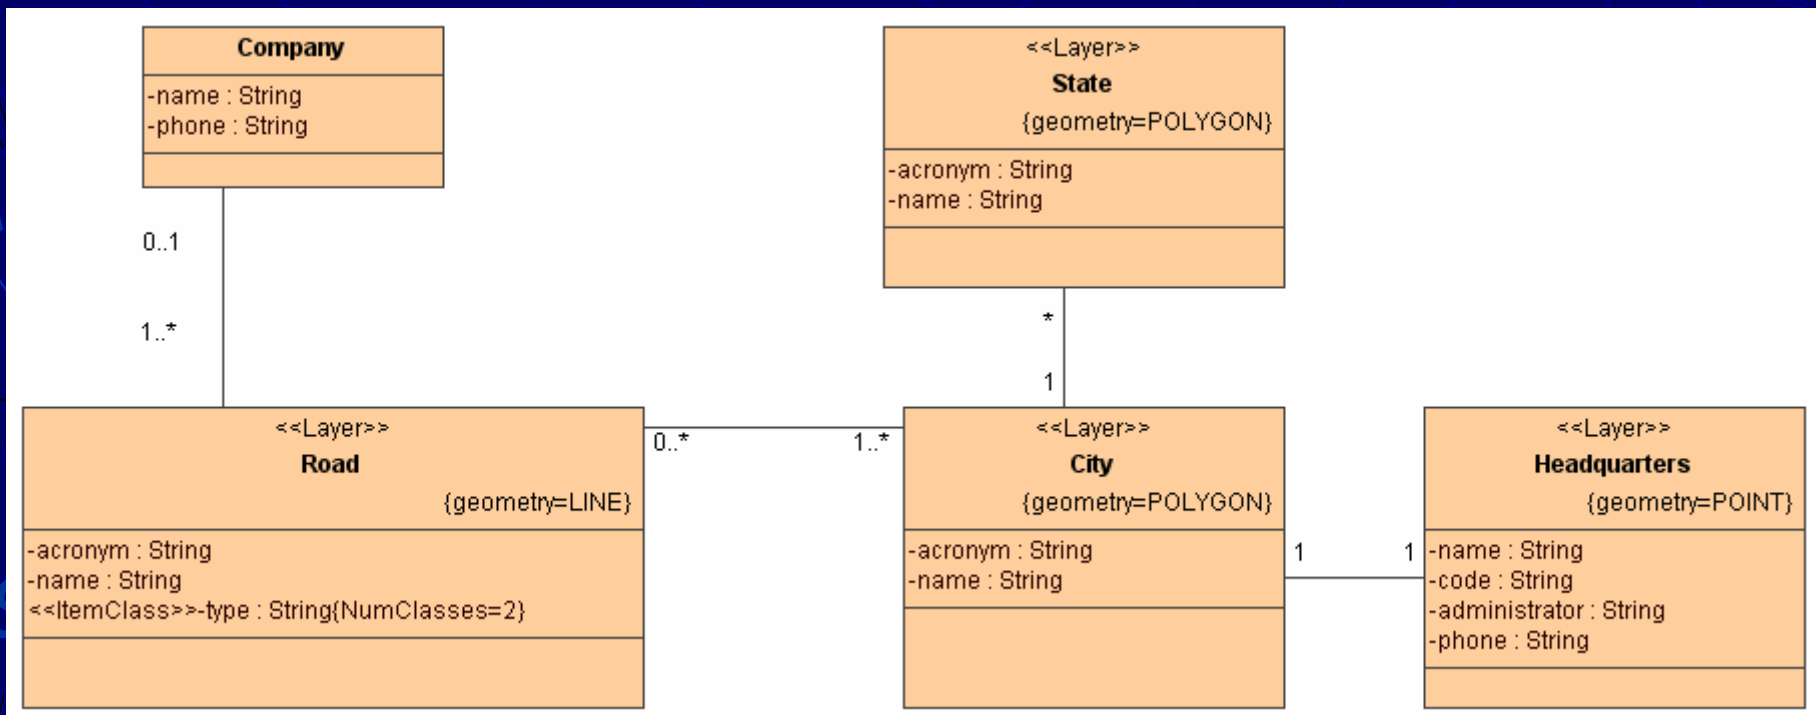 Company
-name : String
-phone : String
0..1
1..*
<<Layer>>
State
{geometry=POLYGON}
-acronym : String
-name : String
*
1
<<Layer>>
Road
{geometry=LINE}
-acronym : String
-name : String
<<ItemClass>>-type : String{NumClasses=2}
0..*
1..*
<<Layer>>
City
{geometry=POLYGON}
-acronym : String
-name : String
1
1
<<Layer>>
Headquarters
{geometry=POINT}
-name : String
-code : String
-administrator : String
-phone : String